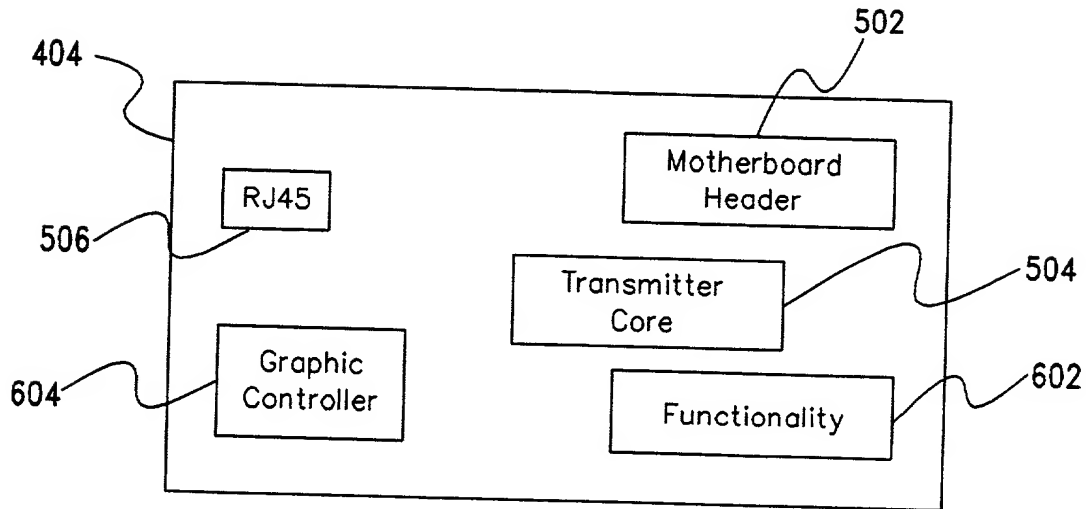 502
404
Motherboard
Header
RJ45
506
504
Transmitter
Core
Graphic
Controller
604
602
Functionality